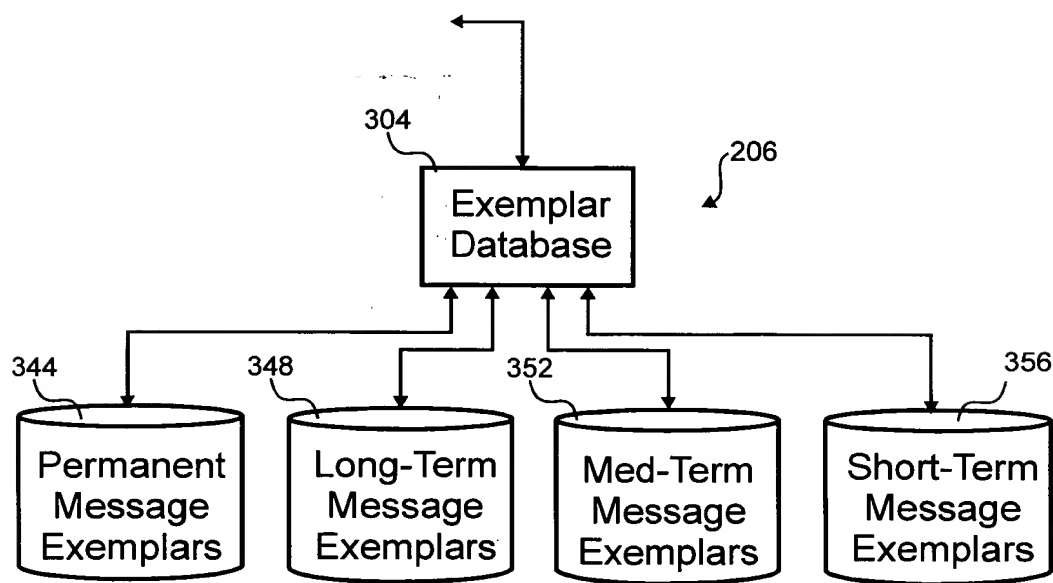 304
206
Exemplar
Database
344
348
352
356
Permanent
Message
Exemplars
Long-Term
Message
Exemplars
Med-Term
Message
Exemplars
Short-Term
Message
Exemplars